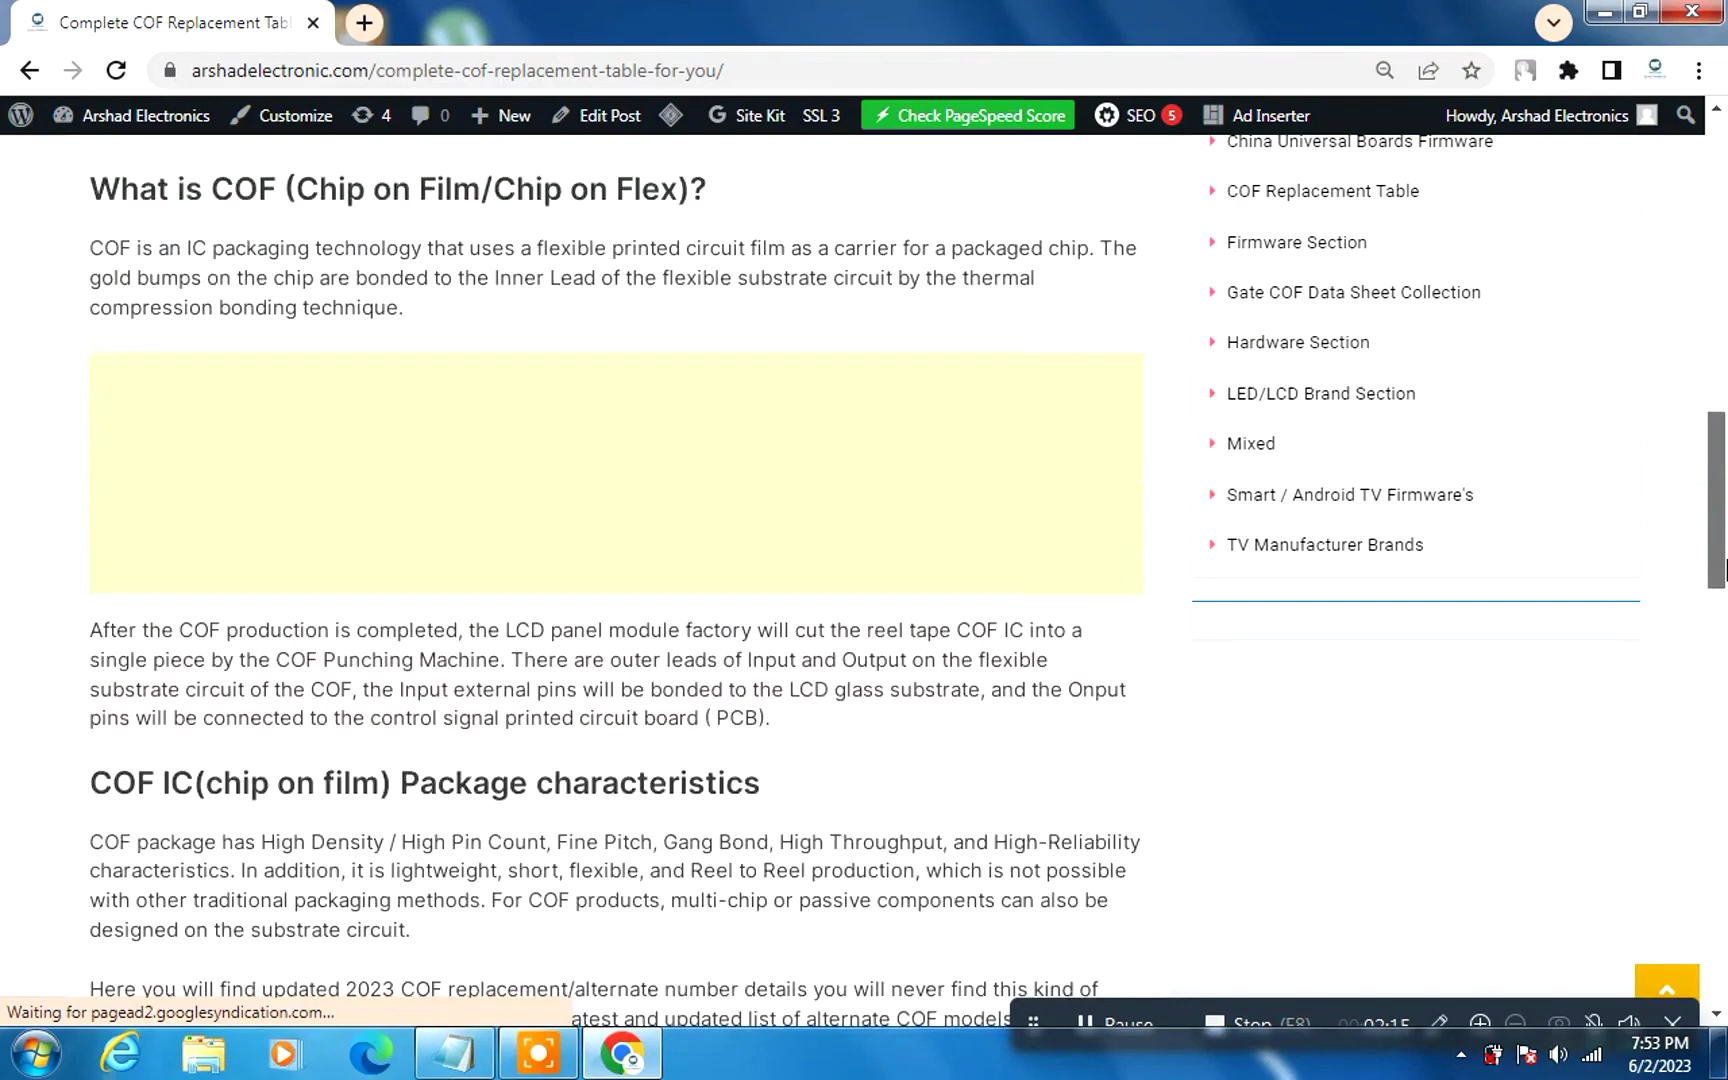 Complete COF Replacement Tabl
arshadelectronic.com/complete-cof-replacement-table-for-you/
Arshad Electronics Customize 4 0 New Edit Post Site Kit SSL 3 Check PageSpeed Score SEO 5 Ad Inserter Howdy, Arshad Electronics
What is COF (Chip on Film/Chip on Flex)?
COF is an IC packaging technology that uses a flexible printed circuit film as a carrier for a packaged chip. The
gold bumps on the chip are bonded to the Inner Lead of the flexible substrate circuit by the thermal
compression bonding technique.
After the COF production is completed, the LCD panel module factory will cut the reel tape COF IC into a
single piece by the COF Punching Machine. There are outer leads of Input and Output on the flexible
substrate circuit of the COF, the Input external pins will be bonded to the LCD glass substrate, and the Onput
pins will be connected to the control signal printed circuit board ( PCB).
COF IC(chip on film) Package characteristics
COF package has High Density / High Pin Count, Fine Pitch, Gang Bond, High Throughput, and High-Reliability
characteristics. In addition, it is lightweight, short, flexible, and Reel to Reel production, which is not possible
with other traditional packaging methods. For COF products, multi-chip or passive components can also be
designed on the substrate circuit.
Here you will find updated 2023 COF replacement/alternate number details you will never find this kind of
and updated list of alternate COF models
China Universal Boards Firmware
COF Replacement Table
Firmware Section
Gate COF Data Sheet Collection
Hardware Section
LED/LCD Brand Section
Mixed
Smart / Android TV Firmware's
TV Manufacturer Brands
Waiting for pagead2.googlesyndication.com...
Pause Stop (F8) 00:02:15
7:53 PM
6/2/2023